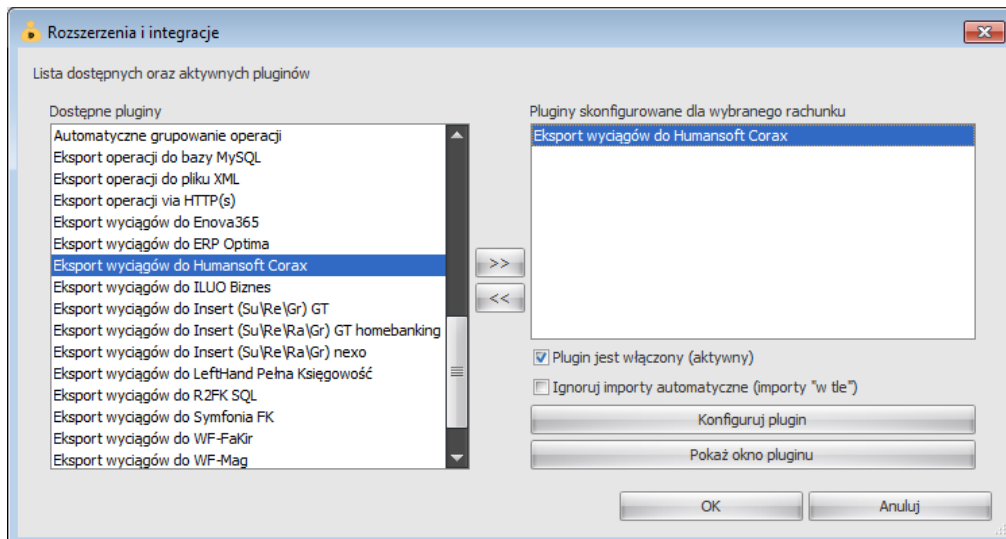 Rozszerzenia i integracje
Lista dostępnych oraz aktywnych pluginów
Dostępne pluginy
Automatyczne grupowanie operacji
Eksport operacji do bazy MySQL
Eksport operacji do pliku XML
Eksport operacji via HTTP(s)
Eksport wyciągów do Enova365
Eksport wyciągów do ERP Optima
Eksport wyciągów do Humansoft Corax
Eksport wyciągów do ILUO Biznes
Eksport wyciągów do Insert (Su\Re\Gr) GT
Eksport wyciągów do Insert (Su\Re\Ra\Gr) GT homebanking
Eksport wyciągów do Insert (Su\Re\Ra\Gr) nexo
Eksport wyciągów do LeftHand Pełna Księgowość
Eksport wyciągów do R2FK SQL
Eksport wyciągów do Symfonia FK
Eksport wyciągów do WF-FaKir
Eksport wyciągów do WF-Mag
>>
<<
Pluginy skonfigurowane dla wybranego rachunku
Eksport wyciągów do Humansoft Corax
Plugin jest włączony (aktywny)
Ignoruj importy automatyczne (importy "w tle")
Konfiguruj plugin
Pokaż okno pluginu
OK
Anuluj